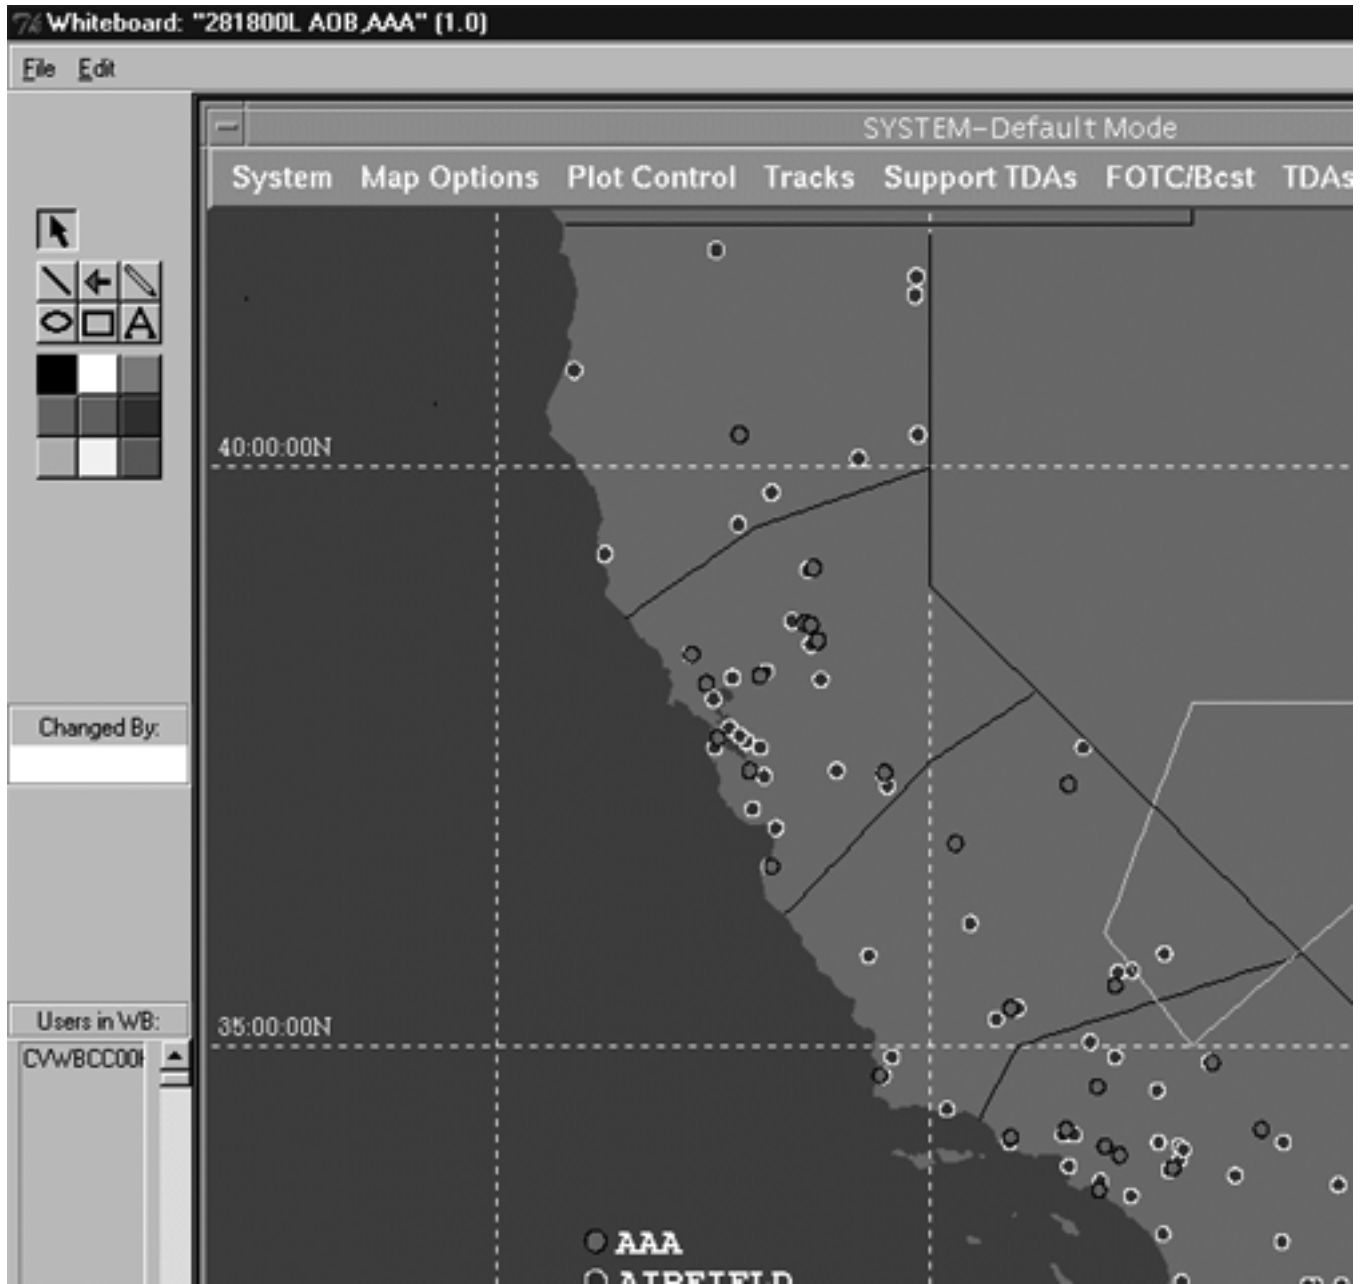 Whiteboard: "281800L AOB,AAA" (1.0)
File Edit
SYSTEM-Default Mode
System Map Options Plot Control Tracks Support TDAs FOTC/Bcst TDAs
A
40:00:00N
Changed By:
Users in WB:
35:00:00N
AAA
AIRFIELD